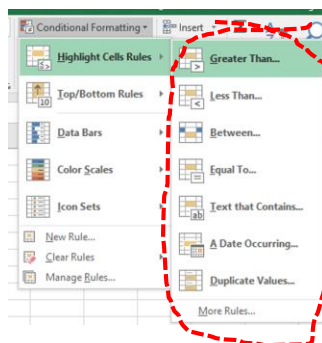 Conditional Formatting
Insert
Highlight Cells Rules
Top/Bottom Rules
Data Bars
Color Scales
Icon Sets
New Rule...
Clear Rules
Manage Rules...
Greater Than...
Less Than...
Between...
Equal To...
Text that Contains...
A Date Occurring...
Duplicate Values...
More Rules...